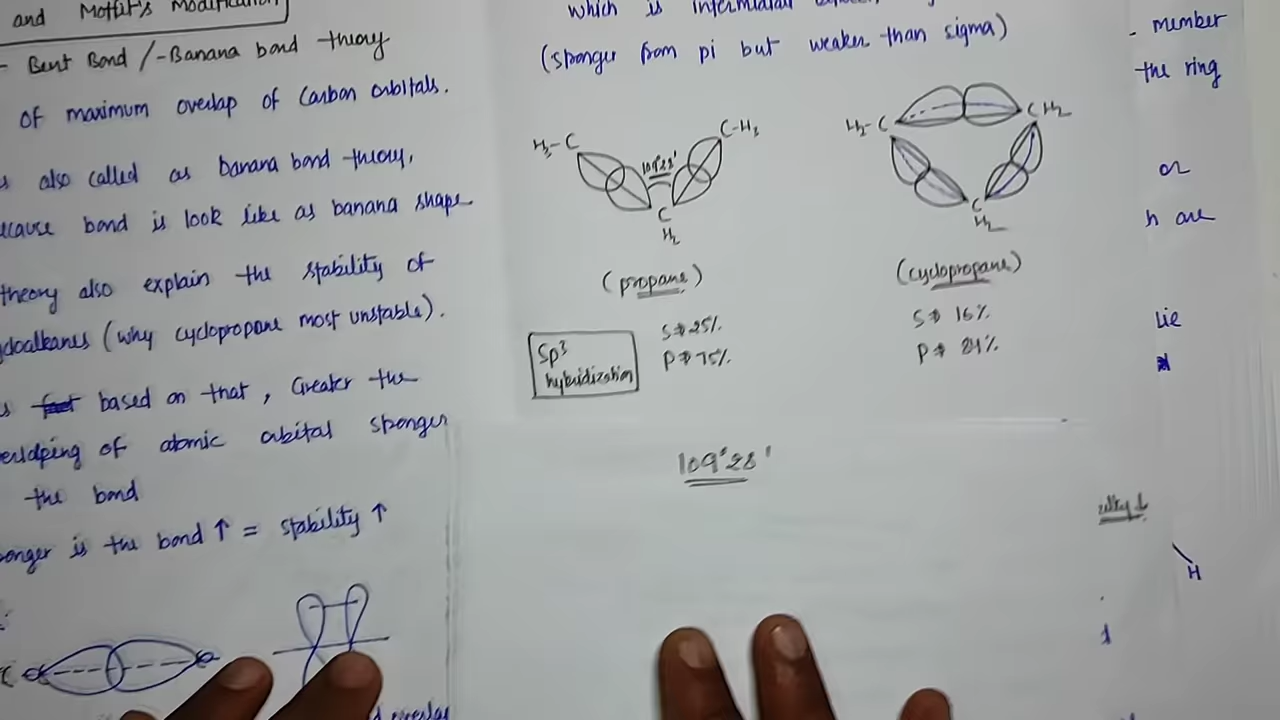 and Moffit's Modification
- Bent Bond / -Banana bond theory
of maximum overlap of Carbon orbitals.
also called as banana bond theory,
because bond is look like as banana shape
theory also explain the stability of
cycloalkanes (why cyclopropane most unstable).
based on that, Greater the
of atomic orbital stronger
the bond
is the bond ↑ = stability ↑
C
which is
(stronger from pi but weaker than sigma)
H3-C
C-H3
109°28'
C
H2
(propane)
Sp3
hybridization
S → 25%
P → 75%
H2-C
CH2
C
H2
(cyclopropane)
S → 16%
P → 84%
109°28'
- member
the ring
or
are
Lie
H